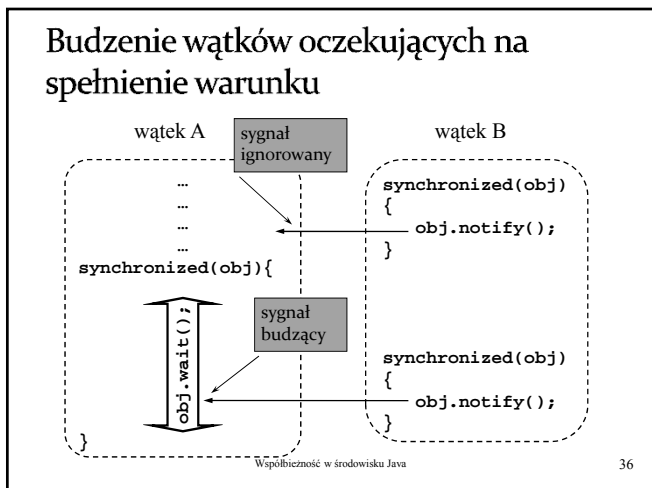 Budzenie wątków oczekujących na
spełnienie warunku
wątek A
sygnał
ignorowany
wątek B
…
…
…
…
synchronized(obj){
obj.wait();
sygnał
budzący
}
synchronized(obj)
{
obj.notify();
}
synchronized(obj)
{
obj.notify();
}
Współbieżność w środowisku Java
36